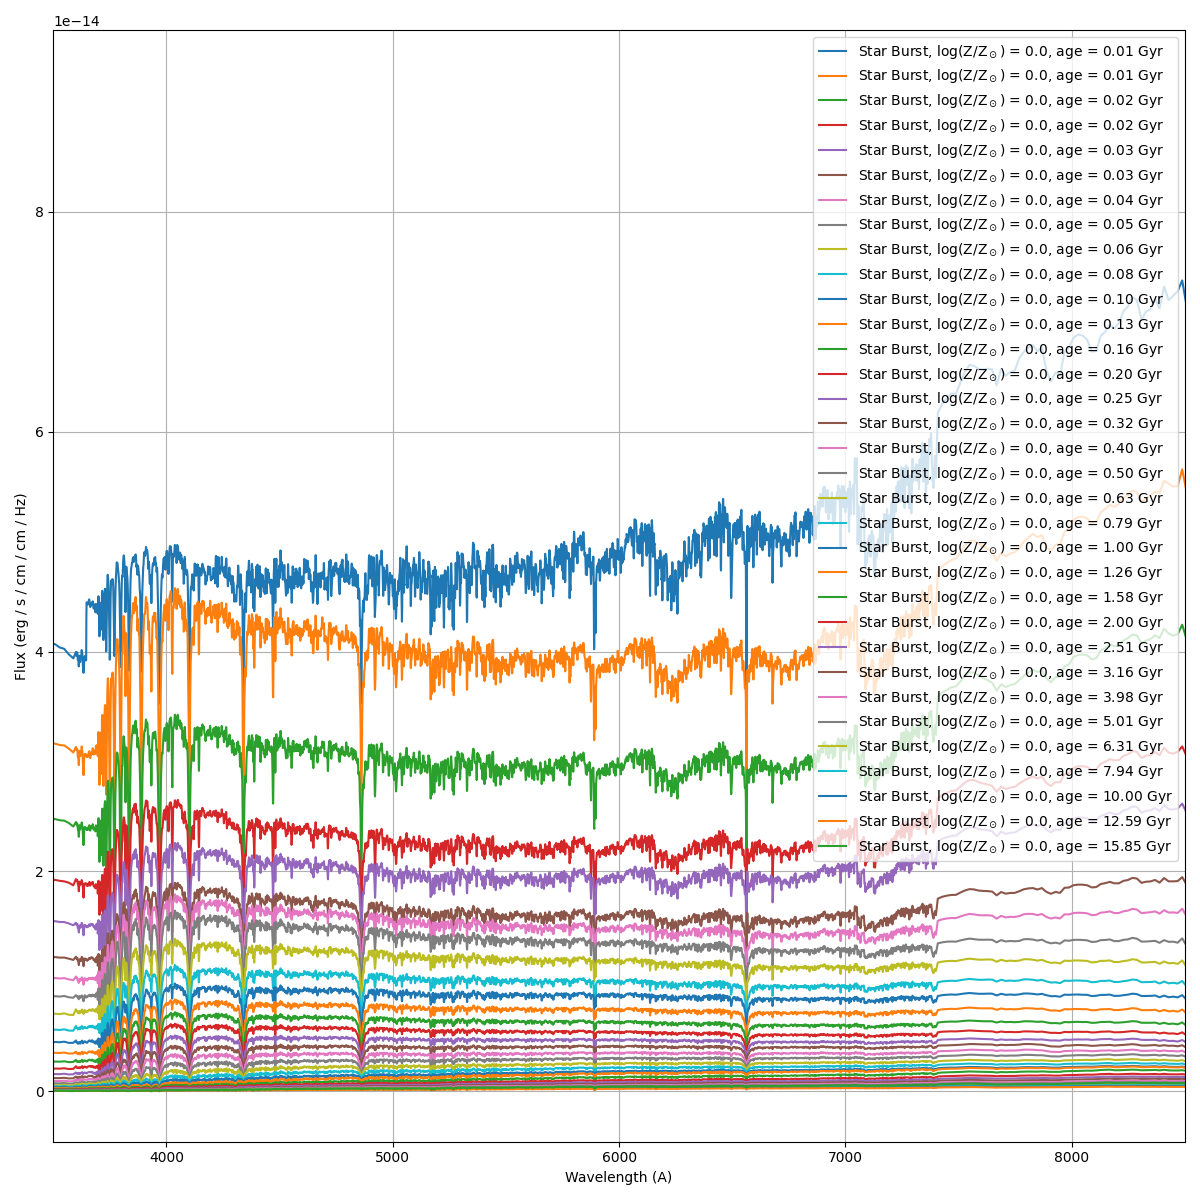 1e−14
Star Burst, log(Z/Z⊙) = 0.0, age = 0.01 Gyr
Star Burst, log(Z/Z⊙) = 0.0, age = 0.01 Gyr
Star Burst, log(Z/Z⊙) = 0.0, age = 0.02 Gyr
Star Burst, log(Z/Z⊙) = 0.0, age = 0.02 Gyr
Star Burst, log(Z/Z⊙) = 0.0, age = 0.03 Gyr
Star Burst, log(Z/Z⊙) = 0.0, age = 0.03 Gyr
Star Burst, log(Z/Z⊙) = 0.0, age = 0.04 Gyr
Star Burst, log(Z/Z⊙) = 0.0, age = 0.05 Gyr
Star Burst, log(Z/Z⊙) = 0.0, age = 0.06 Gyr
Star Burst, log(Z/Z⊙) = 0.0, age = 0.08 Gyr
Star Burst, log(Z/Z⊙) = 0.0, age = 0.10 Gyr
Star Burst, log(Z/Z⊙) = 0.0, age = 0.13 Gyr
Star Burst, log(Z/Z⊙) = 0.0, age = 0.16 Gyr
Star Burst, log(Z/Z⊙) = 0.0, age = 0.20 Gyr
Star Burst, log(Z/Z⊙) = 0.0, age = 0.25 Gyr
Star Burst, log(Z/Z⊙) = 0.0, age = 0.32 Gyr
Star Burst, log(Z/Z⊙) = 0.0, age = 0.40 Gyr
Star Burst, log(Z/Z⊙) = 0.0, age = 0.50 Gyr
Star Burst, log(Z/Z⊙) = 0.0, age = 0.63 Gyr
Star Burst, log(Z/Z⊙) = 0.0, age = 0.79 Gyr
Star Burst, log(Z/Z⊙) = 0.0, age = 1.00 Gyr
Star Burst, log(Z/Z⊙) = 0.0, age = 1.26 Gyr
Star Burst, log(Z/Z⊙) = 0.0, age = 1.58 Gyr
Star Burst, log(Z/Z⊙) = 0.0, age = 2.00 Gyr
Star Burst, log(Z/Z⊙) = 0.0, age = 2.51 Gyr
Star Burst, log(Z/Z⊙) = 0.0, age = 3.16 Gyr
Star Burst, log(Z/Z⊙) = 0.0, age = 3.98 Gyr
Star Burst, log(Z/Z⊙) = 0.0, age = 5.01 Gyr
Star Burst, log(Z/Z⊙) = 0.0, age = 6.31 Gyr
Star Burst, log(Z/Z⊙) = 0.0, age = 7.94 Gyr
Star Burst, log(Z/Z⊙) = 0.0, age = 10.00 Gyr
Star Burst, log(Z/Z⊙) = 0.0, age = 12.59 Gyr
Star Burst, log(Z/Z⊙) = 0.0, age = 15.85 Gyr
8
6
4
2
0
Flux (erg / s / cm / cm / Hz)
4000
5000
6000
7000
8000
Wavelength (A)